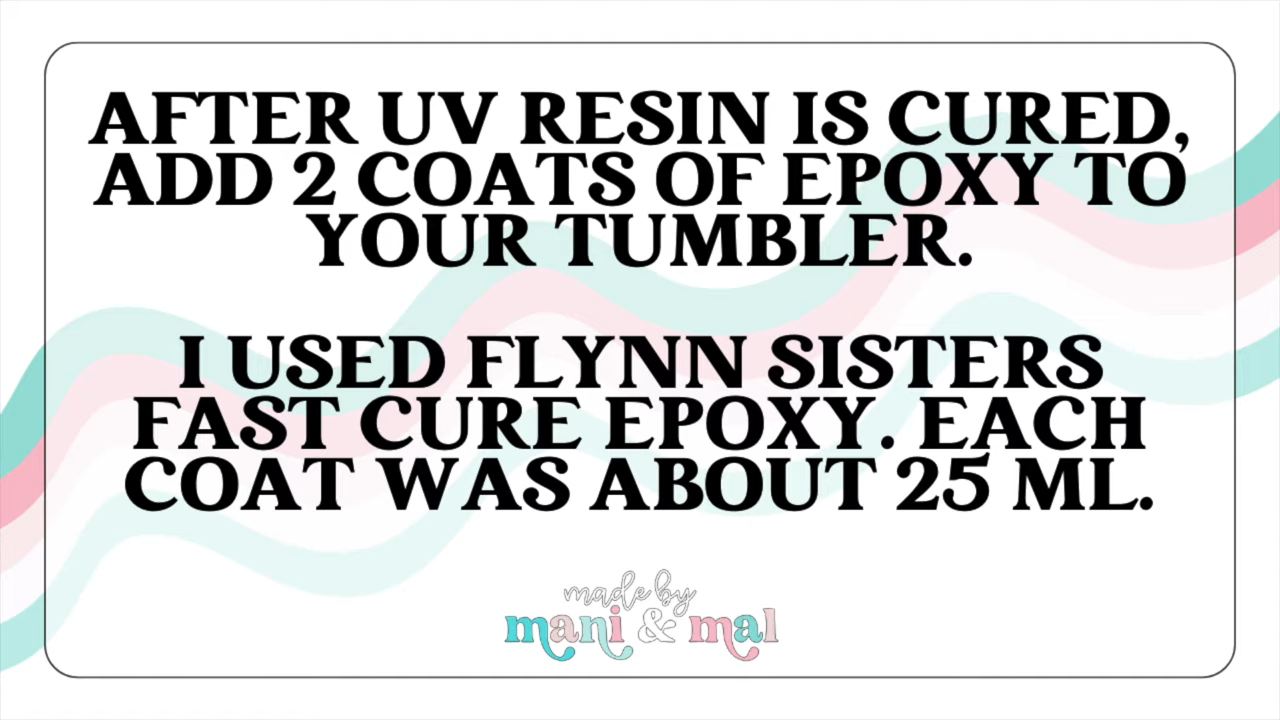 AFTER UV RESIN IS CURED,
ADD 2 COATS OF EPOXY TO
YOUR TUMBLER.
I USED FLYNN SISTERS
FAST CURE EPOXY. EACH
COAT WAS ABOUT 25 ML.
made by
mani & mal